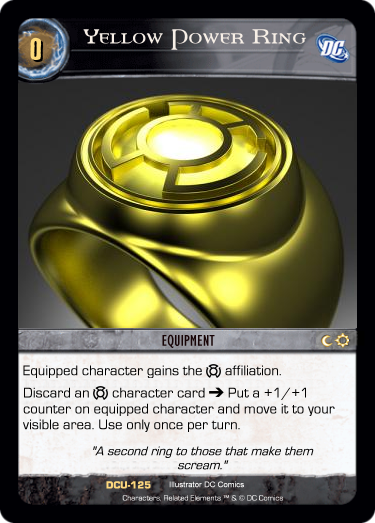 0
Yellow Power Ring
DC
EQUIPMENT
Equipped character gains the affiliation.
Discard an character card ➔ Put a +1/+1
counter on equipped character and move it to your
visible area. Use only once per turn.
"A second ring to those that make them
scream."
DCU-125 Illustrator DC Comics
Characters, Related Elements ™ & © DC Comics